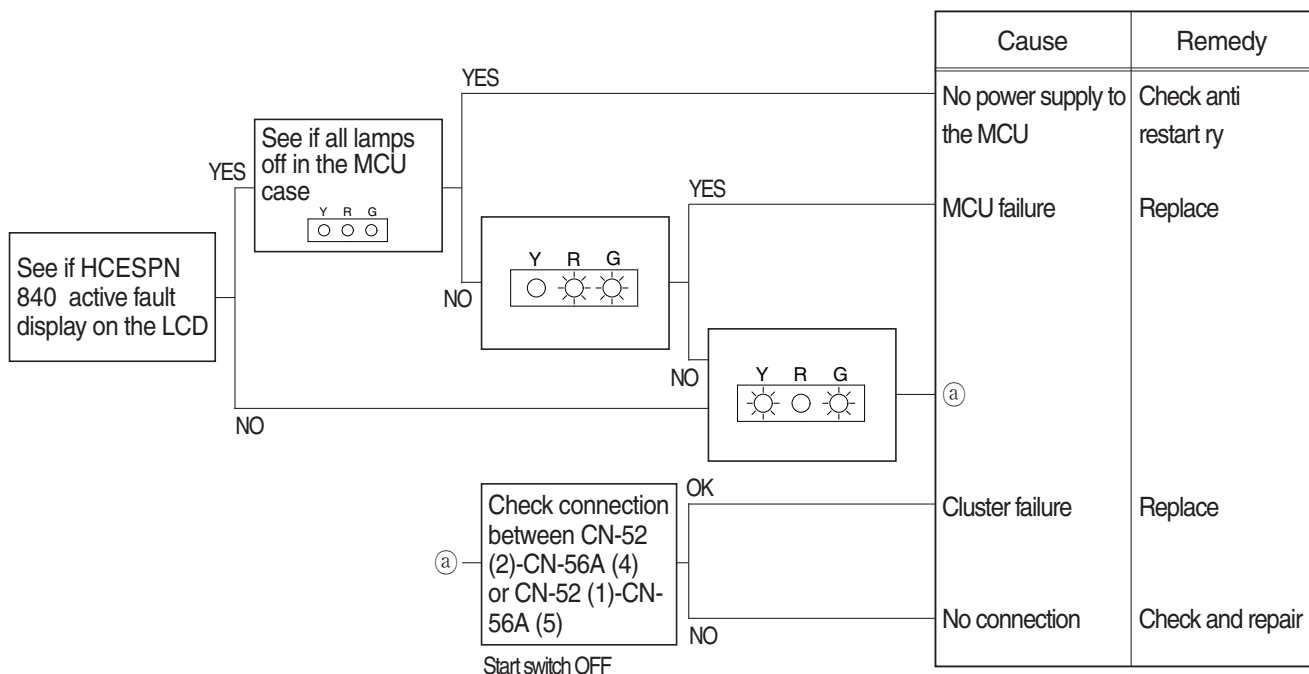 Cause
Remedy
YES
No power supply to
the MCU
Check anti
restart ry
See if all lamps
off in the MCU
case
Y R G
YES
YES
MCU failure
Replace
See if HCESPN
840 active fault
display on the LCD
NO
Y R G
NO
Y R G
ⓐ
NO
Check connection
between CN-52
(2)-CN-56A (4)
or CN-52 (1)-CN-
56A (5)
ⓐ
OK
Cluster failure
Replace
NO
No connection
Check and repair
Start switch OFF